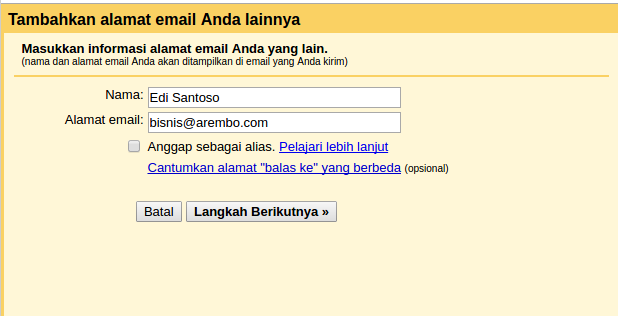 Tambahkan alamat email Anda lainnya
Masukkan informasi alamat email Anda yang lain.
(nama dan alamat email Anda akan ditampilkan di email yang Anda kirim)
Nama: Edi Santoso
Alamat email: bisnis@arembo.com
Anggap sebagai alias. Pelajari lebih lanjut
Cantumkan alamat "balas ke" yang berbeda (opsional)
Batal Langkah Berikutnya »